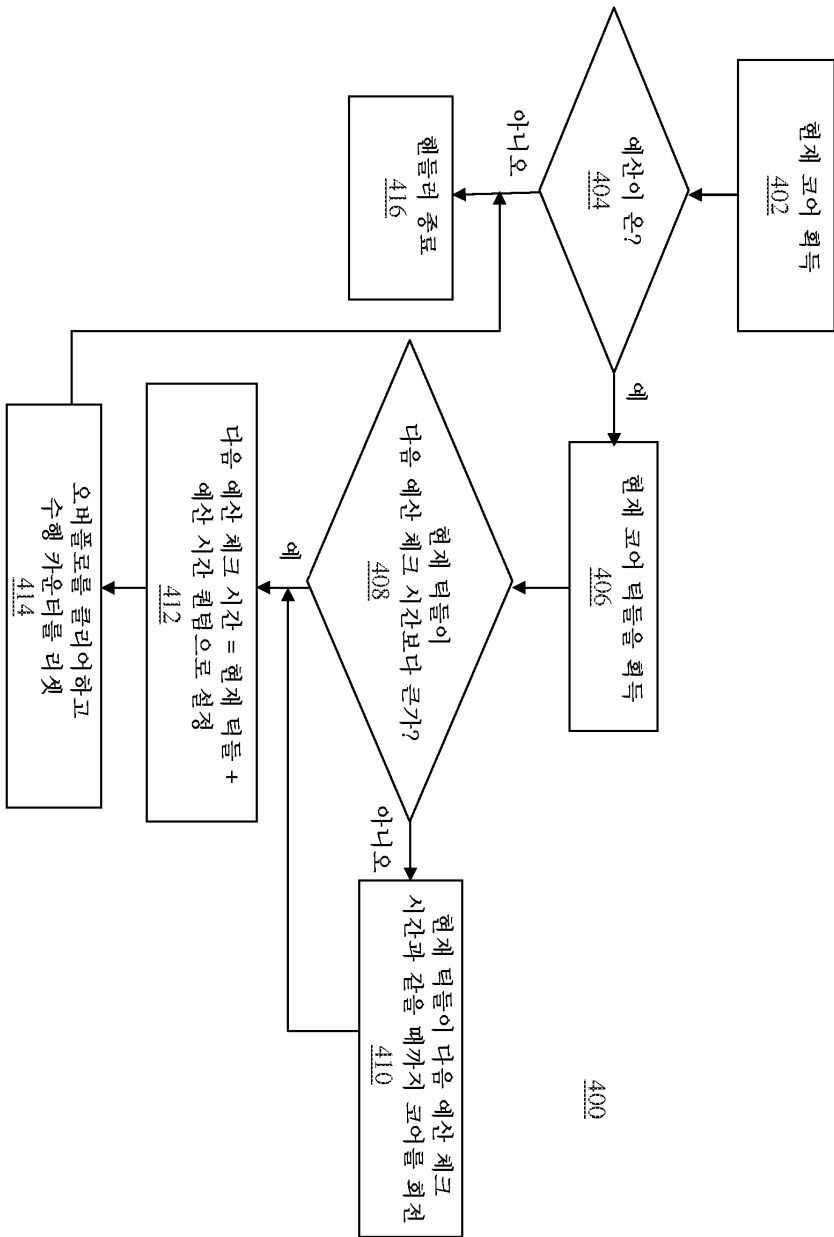 현재 코어 획득
402
예산이 온?
404
예
아니오
핸들러 종료
416
현재 코어 틱들을 획득
406
현재 틱들이
다음 예산 체크 시간보다 큰가?
408
예
아니오
현재 틱들이 다음 예산 체크
시간과 같을 때까지 코어를 회전
410
다음 예산 체크 시간 = 현재 틱들 +
예산 시간 퀀텀으로 설정
412
오버플로를 클리어하고
수행 카운터를 리셋
414
400